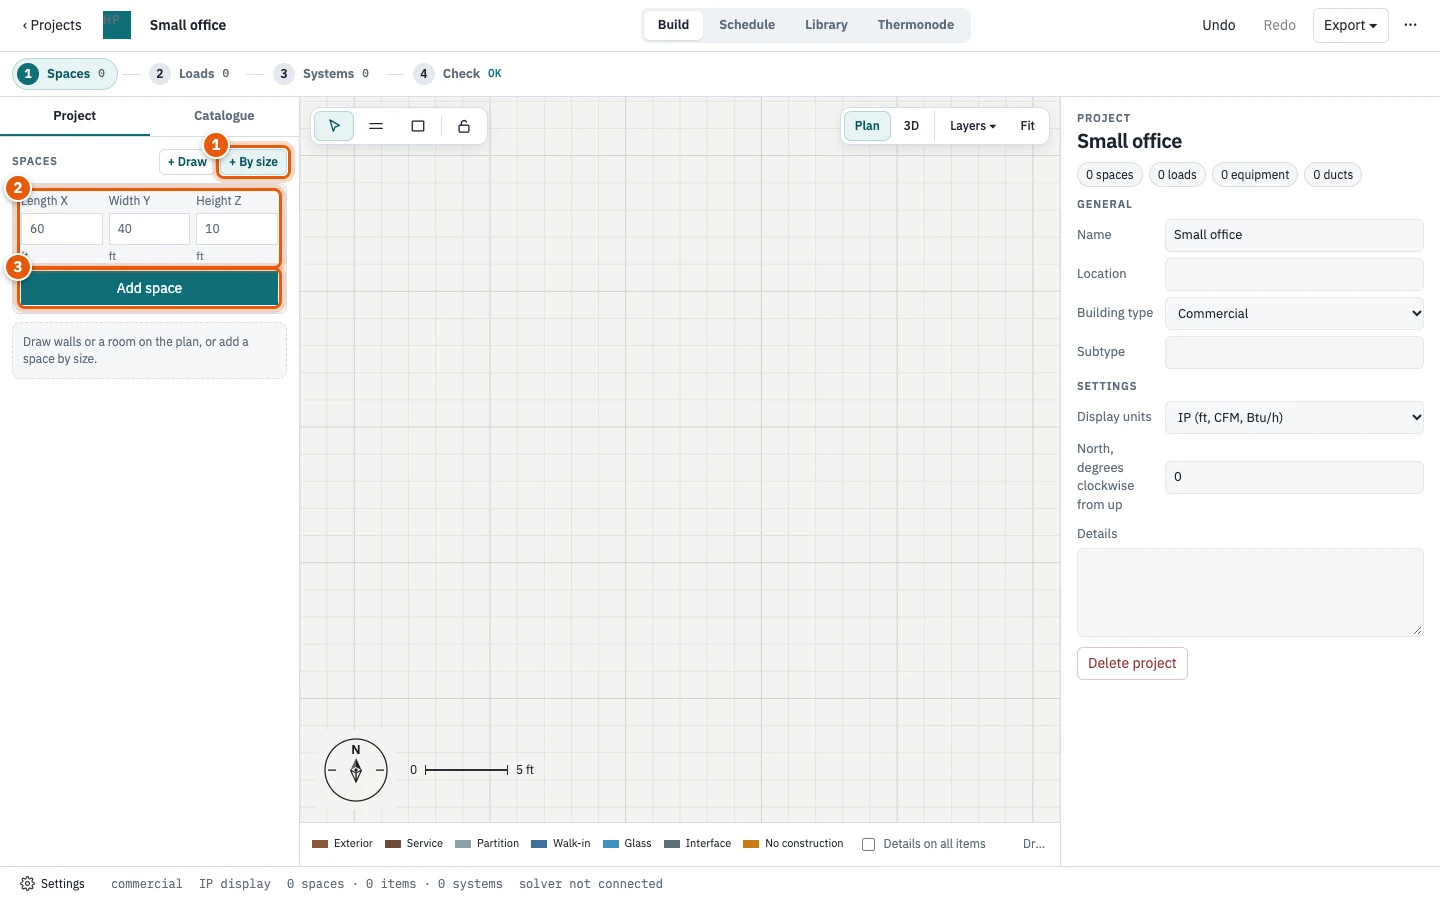 ‹ Projects
HP
Small office
Build
Schedule
Library
Thermonode
Undo
Redo
Export
1 Spaces 0
2 Loads 0
3 Systems 0
4 Check OK
Project
Catalogue
1
SPACES
+ Draw
+ By size
2
Length X
Width Y
Height Z
60
40
10
ft
ft
ft
3
Add space
Draw walls or a room on the plan, or add a
space by size.
Plan
3D
Layers
Fit
N
0
5 ft
Exterior
Service
Partition
Walk-in
Glass
Interface
No construction
Details on all items
Dr...
PROJECT
Small office
0 spaces
0 loads
0 equipment
0 ducts
GENERAL
Name
Small office
Location
Building type
Commercial
Subtype
SETTINGS
Display units
IP (ft, CFM, Btu/h)
North,
degrees
clockwise
from up
0
Details
Delete project
Settings
commercial
IP display
0 spaces · 0 items · 0 systems
solver not connected